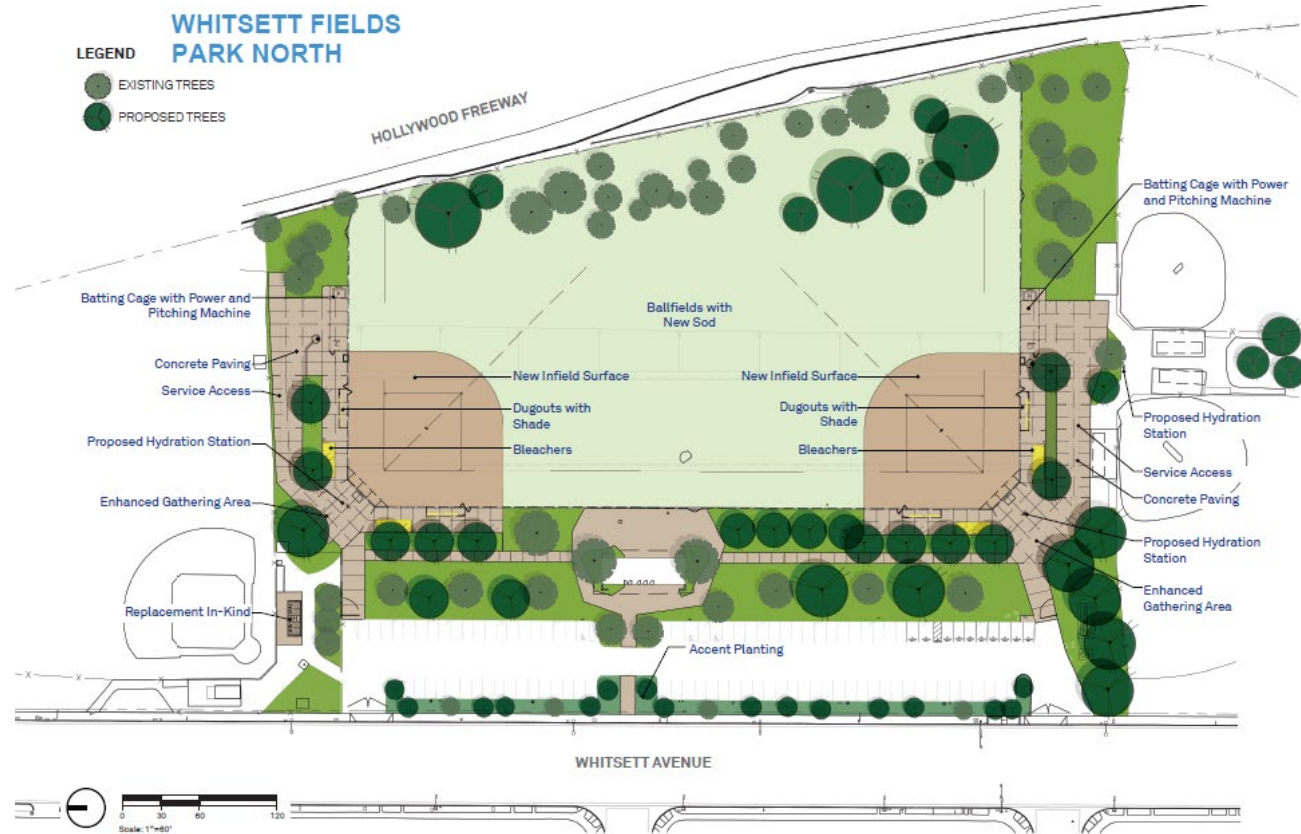 WHITSETT FIELDS
PARK NORTH
LEGEND
EXISTING TREES
PROPOSED TREES
HOLLYWOOD FREEWAY
Batting Cage with Power
and Pitching Machine
Batting Cage with Power and
Pitching Machine
Ballfields with
New Sod
Concrete Paving
New Infield Surface
New Infield Surface
Service Access
Dugouts with
Shade
Dugouts with
Shade
Proposed Hydration
Station
Proposed Hydration Station
Bleachers
Bleachers
Service Access
Enhanced Gathering Area
Concrete Paving
Proposed Hydration
Station
Replacement In-Kind
Enhanced
Gathering Area
Accent Planting
WHITSETT AVENUE
0 30 60 120
Scale: 1"=60'